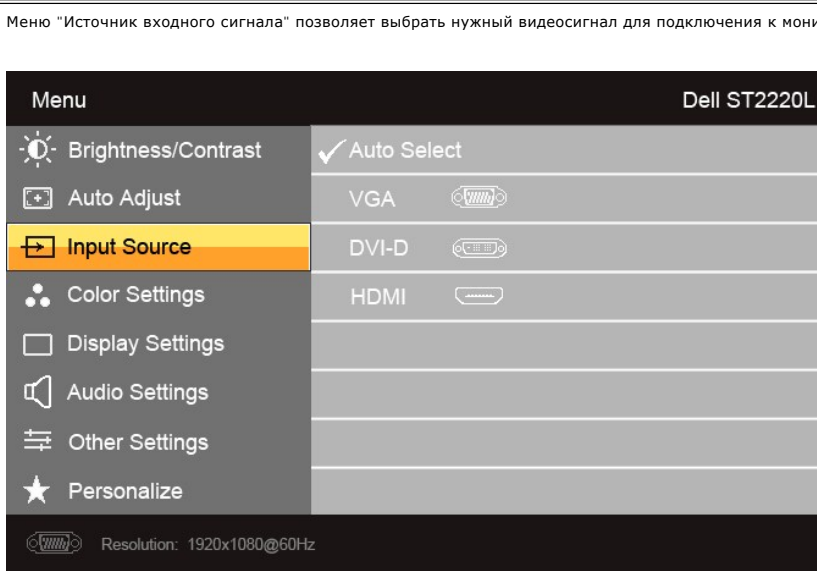 Меню "Источник входного сигнала" позволяет выбрать нужный видеосигнал для подключения к мони
Menu Dell ST2220L
Brightness/Contrast Auto Select
Auto Adjust VGA
Input Source DVI-D
Color Settings HDMI
Display Settings
Audio Settings
Other Settings
Personalize
Resolution: 1920x1080@60Hz